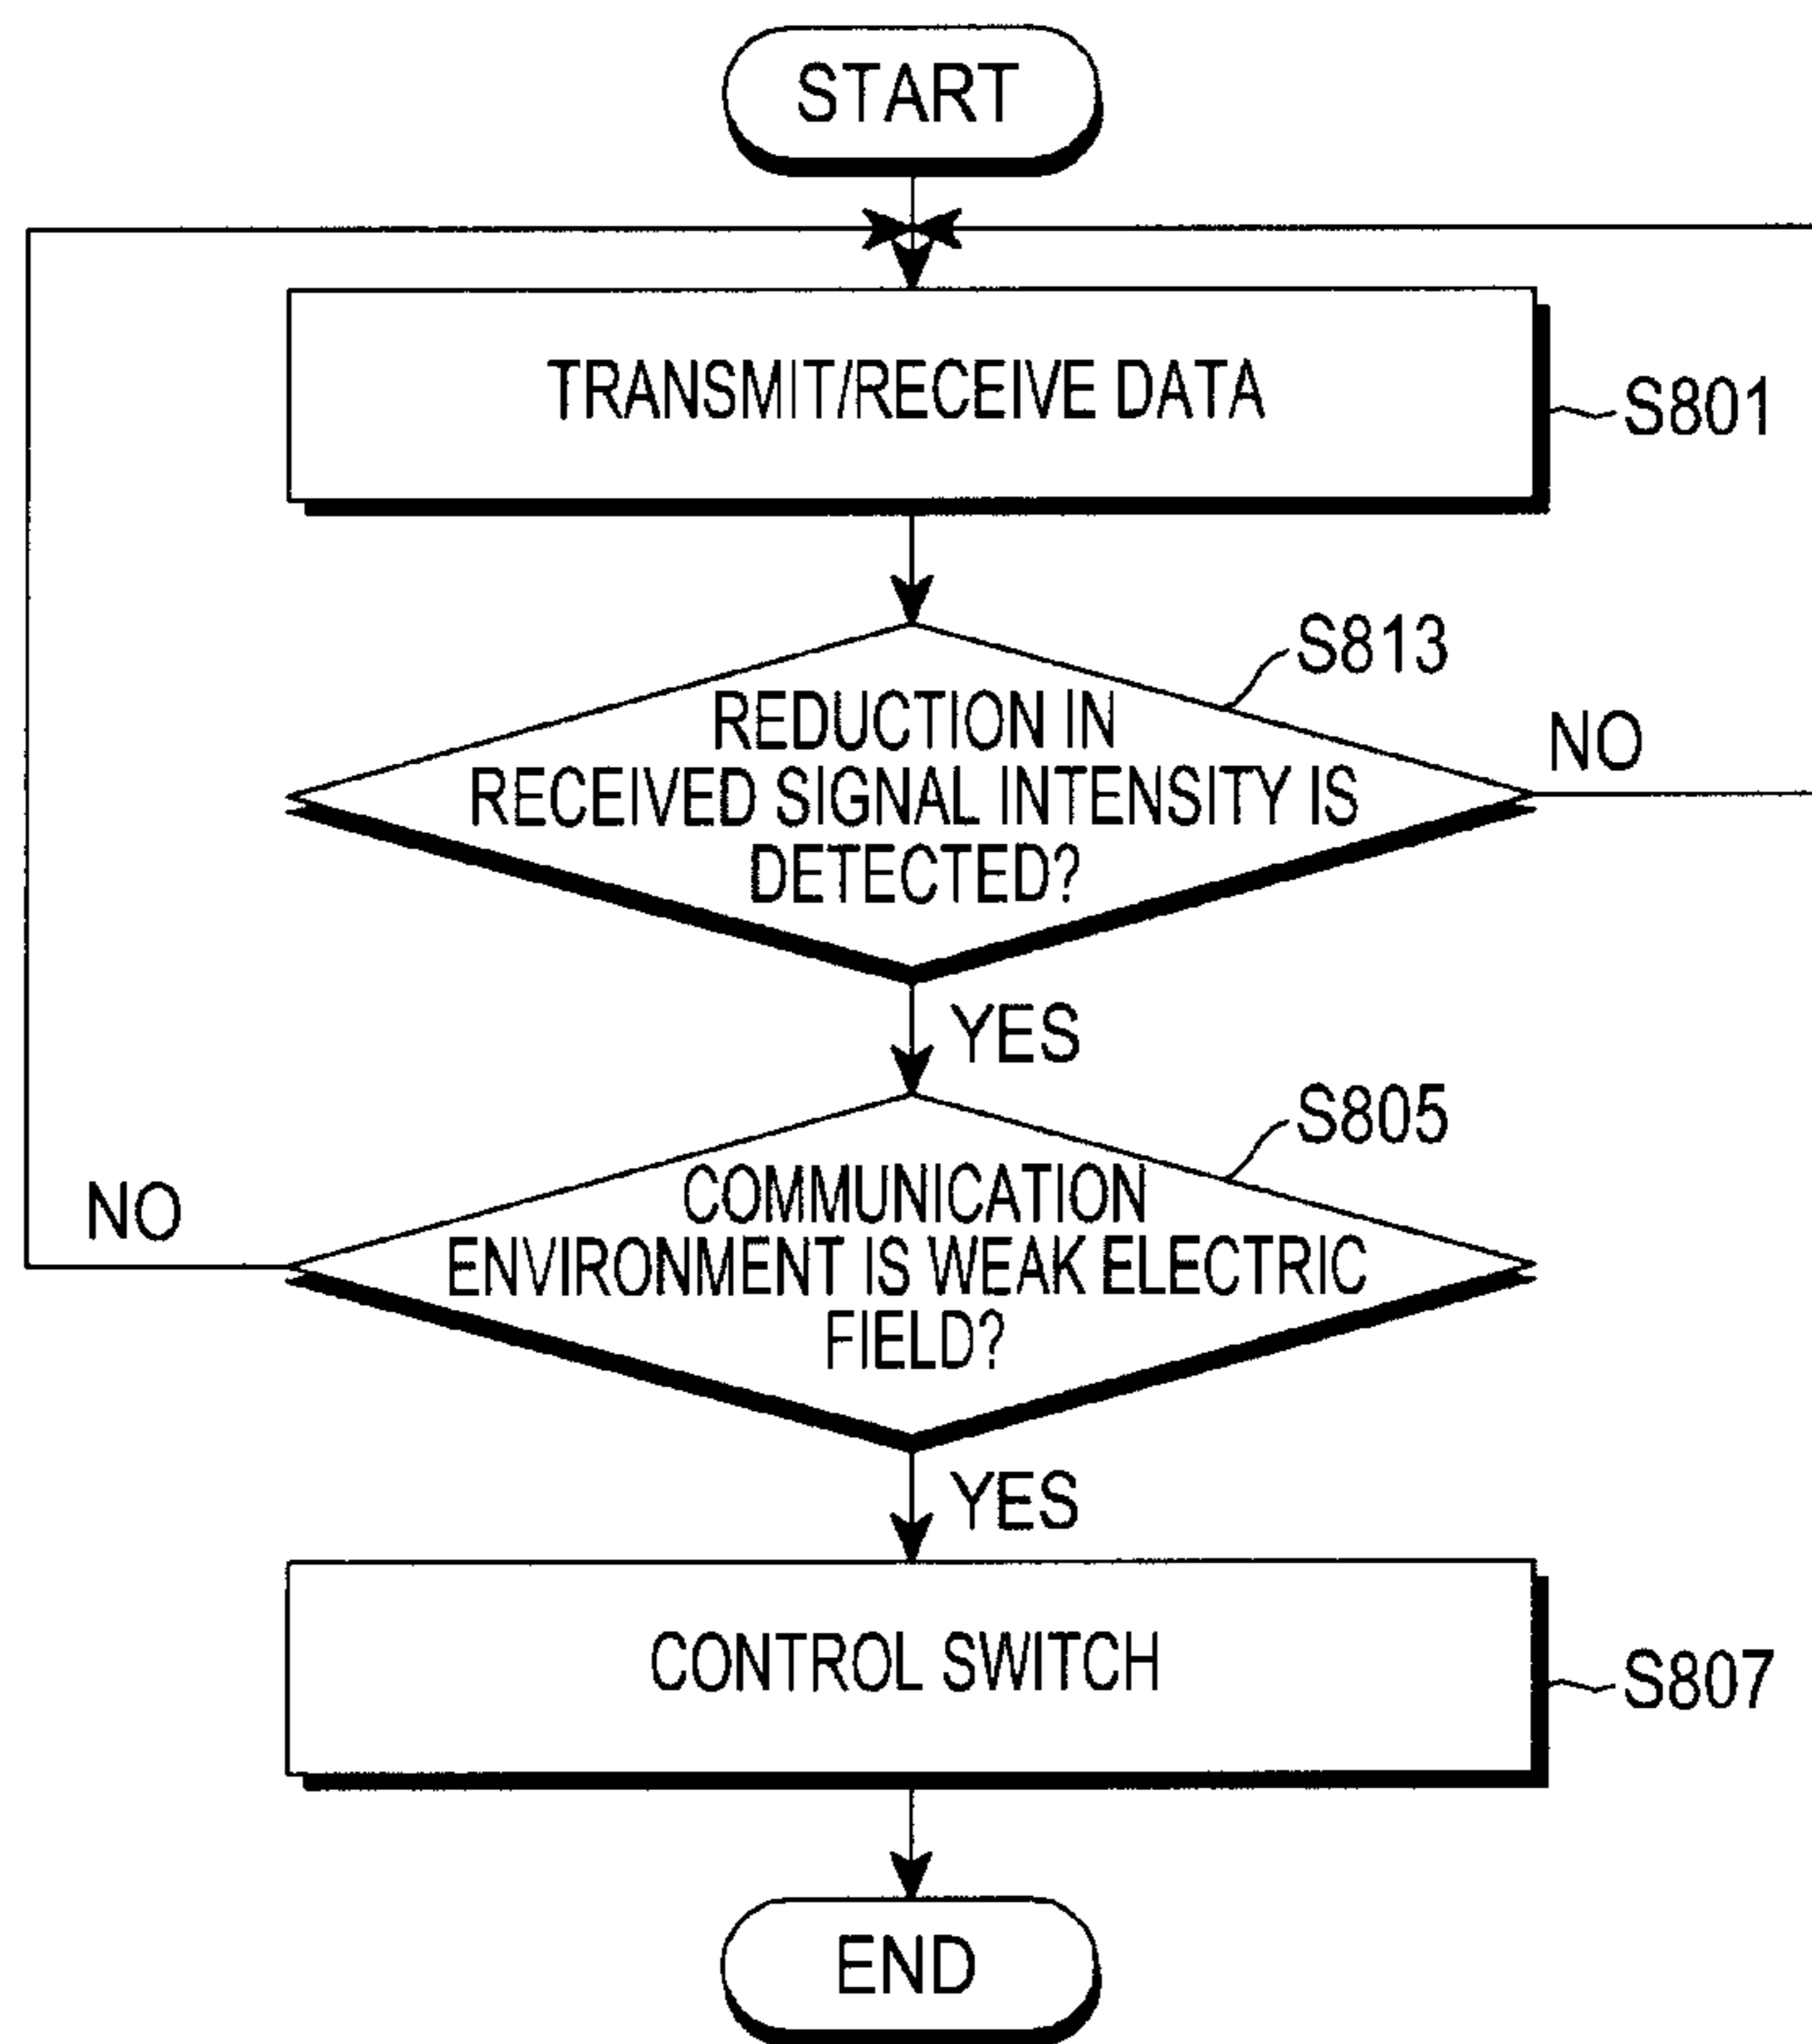 START
TRANSMIT/RECEIVE DATA
S801
S813
REDUCTION IN
RECEIVED SIGNAL INTENSITY IS
DETECTED?
NO
YES
S805
COMMUNICATION
ENVIRONMENT IS WEAK ELECTRIC
FIELD?
NO
YES
CONTROL SWITCH
S807
END